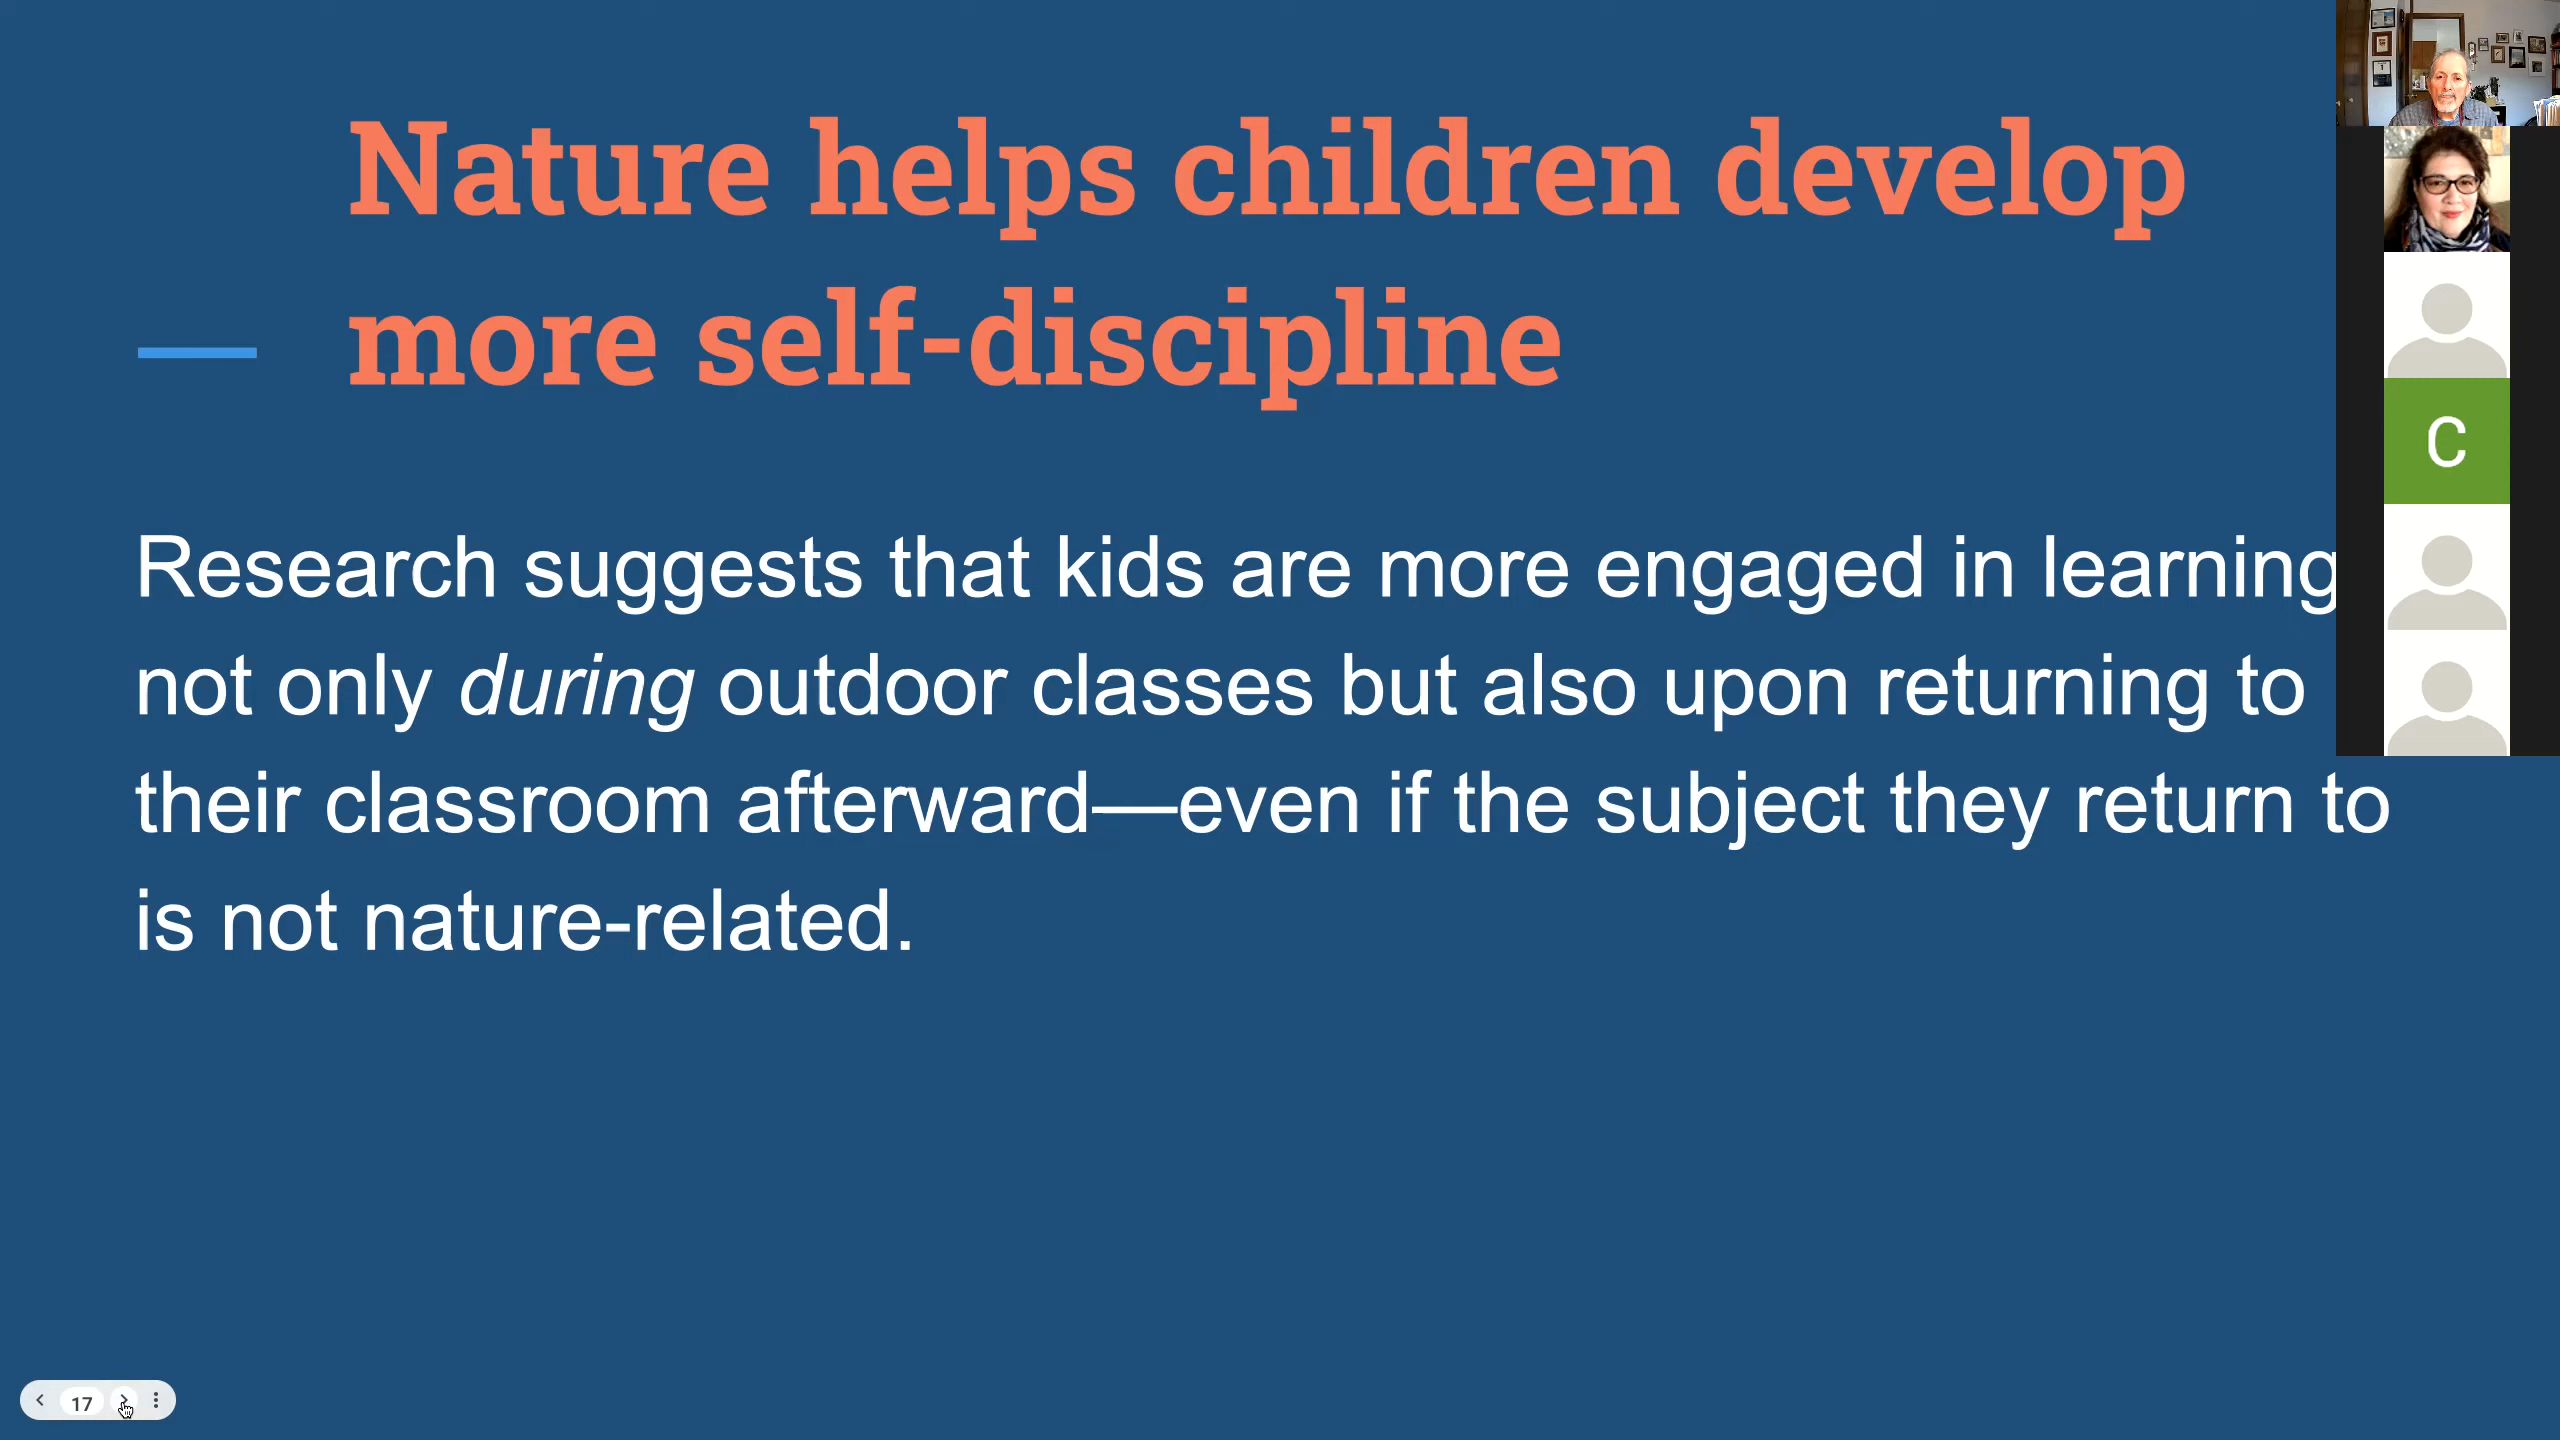 Nature helps children develop
more self-discipline
Research suggests that kids are more engaged in learning
not only during outdoor classes but also upon returning to
their classroom afterward—even if the subject they return to
is not nature-related.
C
17